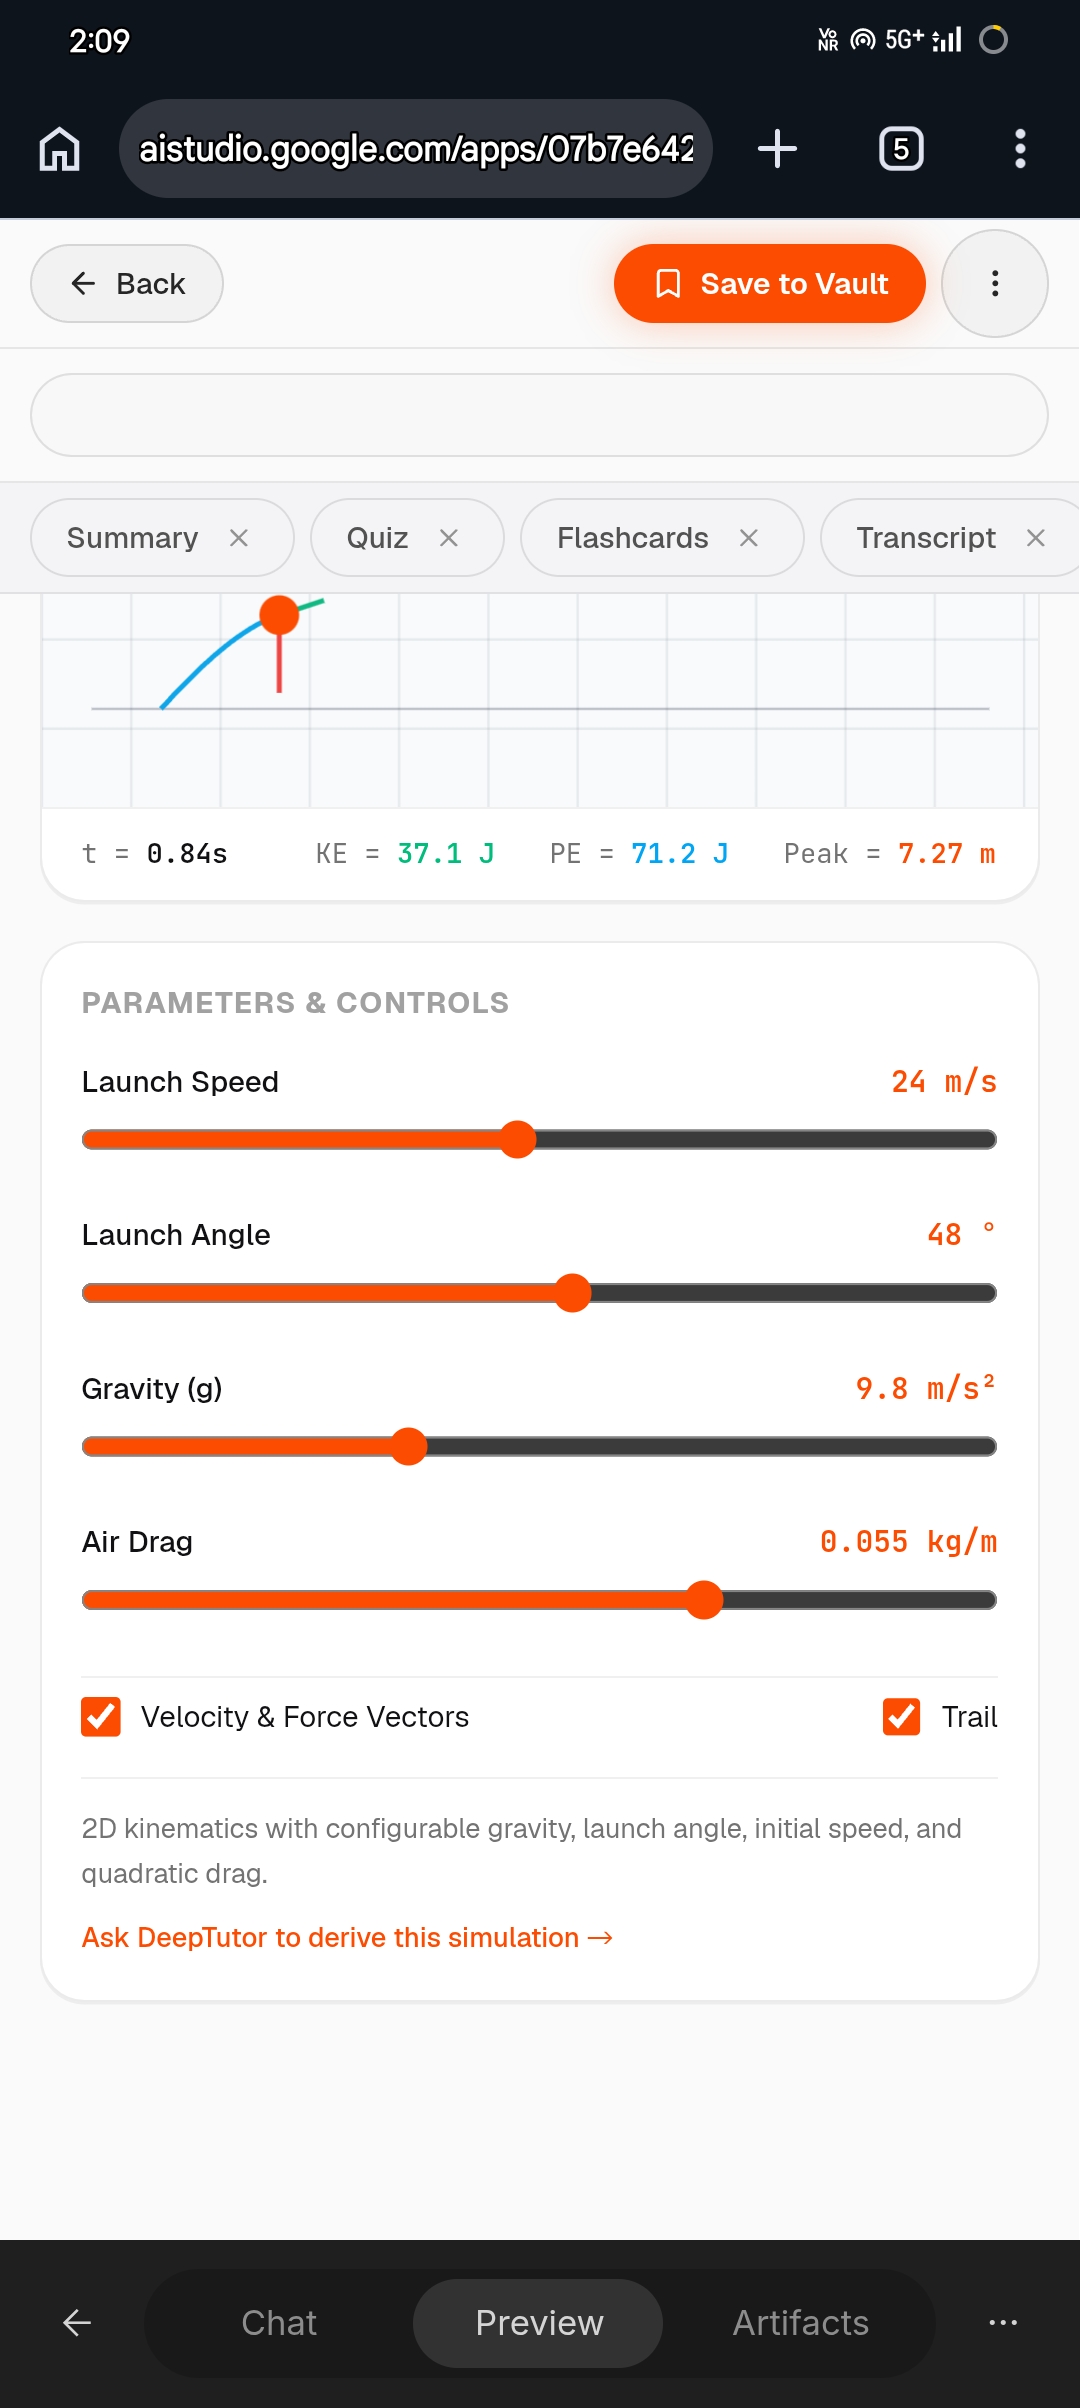 2:09
Vo NR 5G+
aistudio.google.com/apps/07b7e642
5
Back
Save to Vault
Summary
Quiz
Flashcards
Transcript
t = 0.84s KE = 37.1 J PE = 71.2 J Peak = 7.27 m
PARAMETERS & CONTROLS
Launch Speed 24 m/s
Launch Angle 48 °
Gravity (g) 9.8 m/s²
Air Drag 0.055 kg/m
Velocity & Force Vectors
Trail
2D kinematics with configurable gravity, launch angle, initial speed, and
quadratic drag.
Ask DeepTutor to derive this simulation →
Chat
Preview
Artifacts